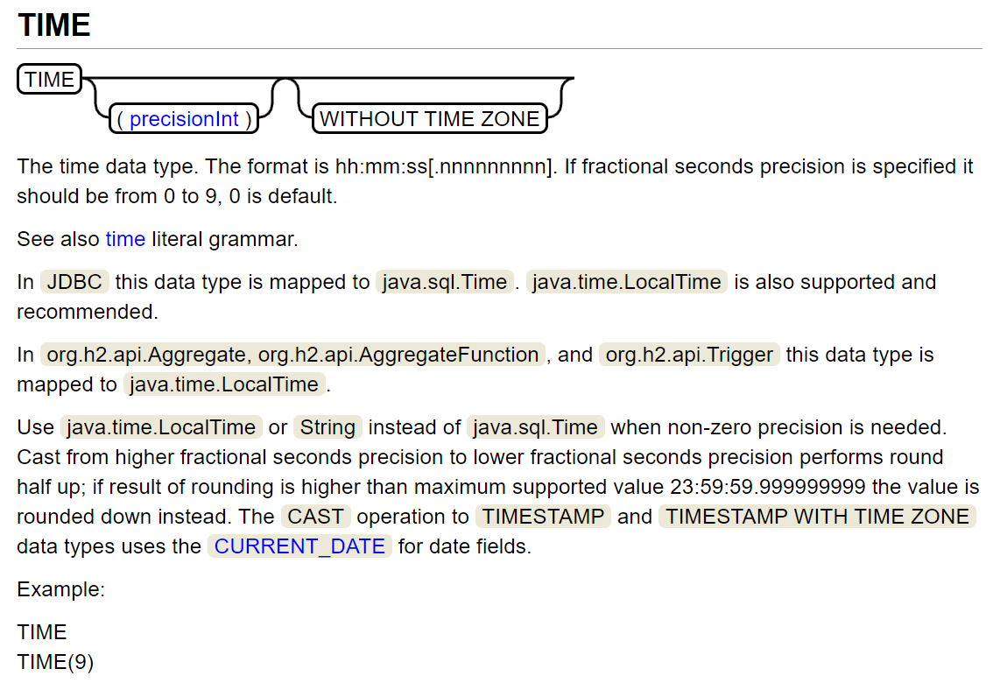 TIME
TIME
( precisionInt )
WITHOUT TIME ZONE
The time data type. The format is hh:mm:ss[.nnnnnnnnn]. If fractional seconds precision is specified it
should be from 0 to 9, 0 is default.
See also time literal grammar.
In JDBC this data type is mapped to java.sql.Time. java.time.LocalTime is also supported and
recommended.
In org.h2.api.Aggregate, org.h2.api.AggregateFunction, and org.h2.api.Trigger this data type is
mapped to java.time.LocalTime.
Use java.time.LocalTime or String instead of java.sql.Time when non-zero precision is needed.
Cast from higher fractional seconds precision to lower fractional seconds precision performs round
half up; if result of rounding is higher than maximum supported value 23:59:59.999999999 the value is
rounded down instead. The CAST operation to TIMESTAMP and TIMESTAMP WITH TIME ZONE
data types uses the CURRENT_DATE for date fields.
Example:
TIME
TIME(9)